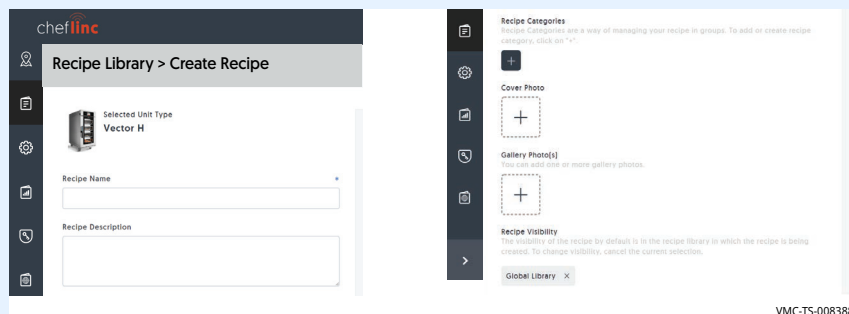 cheflinc
Recipe Library > Create Recipe
Selected Unit Type
Vector H
Recipe Name *
Recipe Description
Recipe Categories
Recipe Categories are a way of managing your recipe in groups. To add or create recipe
category, click on "+".
+
Cover Photo
+
Gallery Photo[s]
You can add one or more gallery photos.
+
Recipe Visibility
The visibility of the recipe by default is in the recipe library in which the recipe is being
created. To change visibility, cancel the current selection.
Global Library ×
VMC-TS-008388